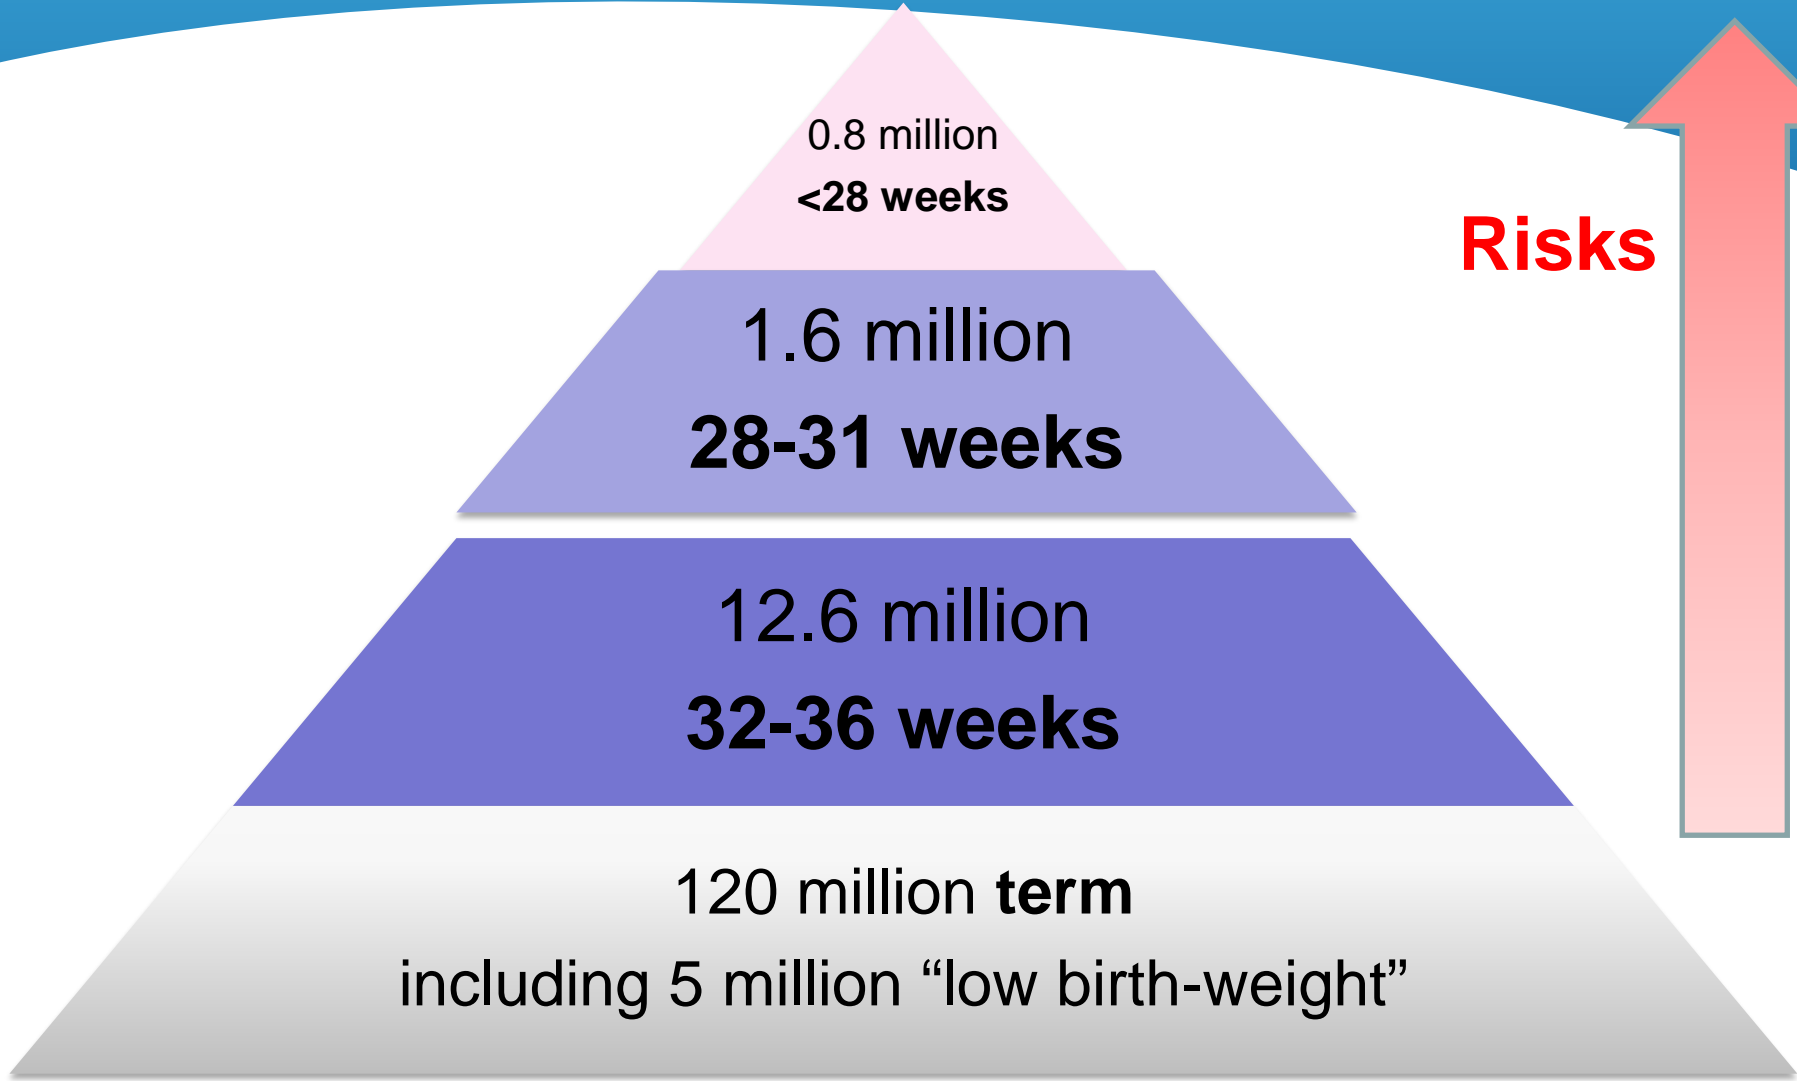 0.8 million
<28 weeks
Risks
1.6 million
28-31 weeks
12.6 million
32-36 weeks
120 million term
including 5 million “low birth-weight”